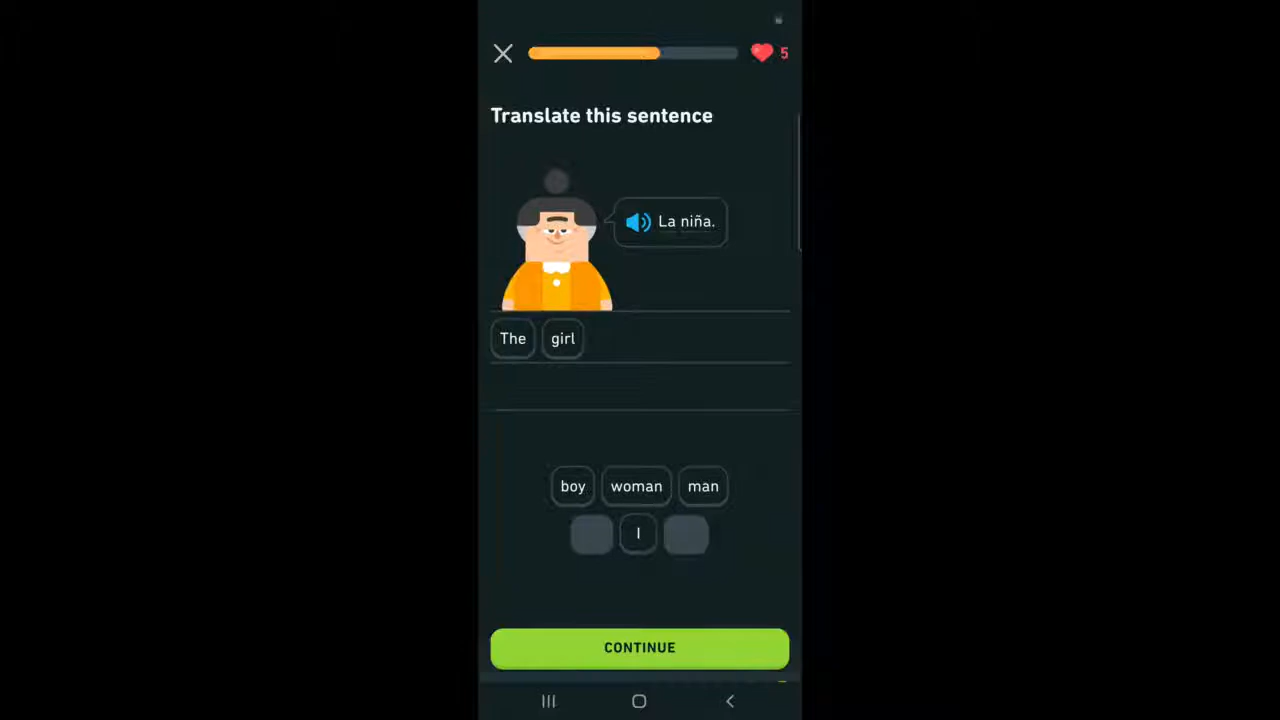 5
Translate this sentence
La niña.
The girl
boy woman man
I
CONTINUE